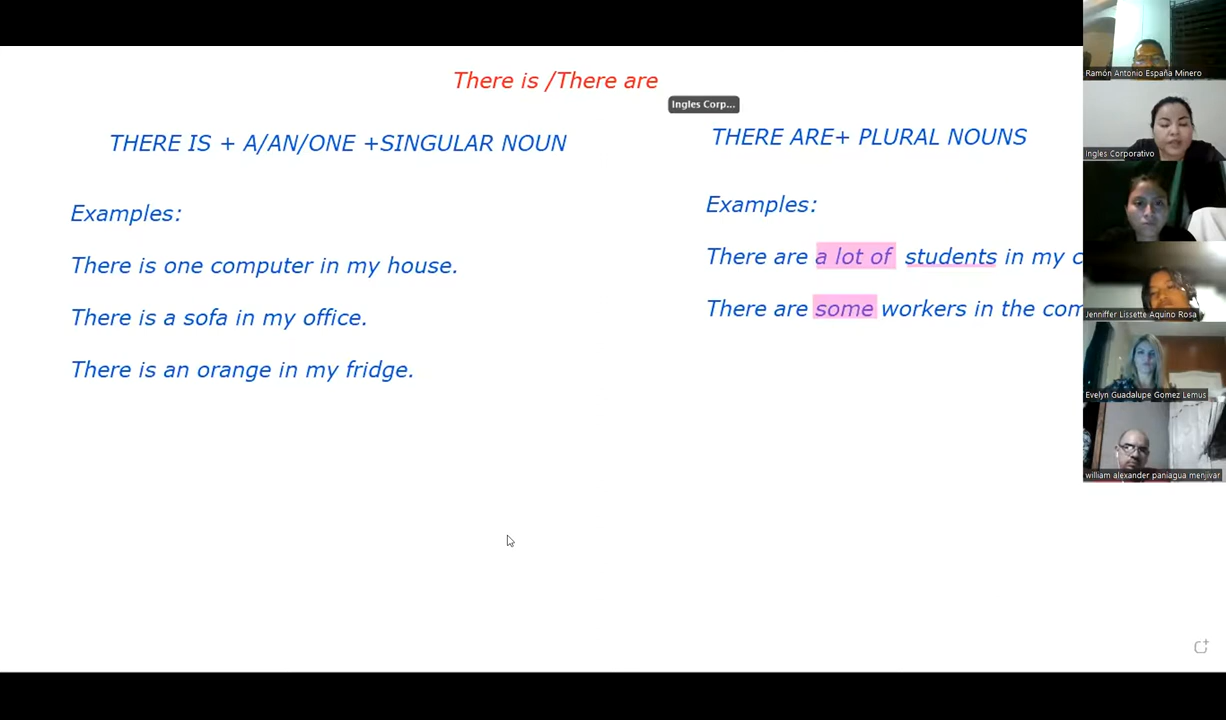 There is /There are
Ingles Corp...
THERE IS + A/AN/ONE +SINGULAR NOUN
Examples:
There is one computer in my house.
There is a sofa in my office.
There is an orange in my fridge.
THERE ARE+ PLURAL NOUNS
Examples:
There are a lot of students in my c
There are some workers in the com
Ramón Antonio España Minero
Ingles Corporativo
Jenniffer Lissette Aquino Rosa
Evelyn Guadalupe Gomez Lemus
william alexander paniagua menjivar